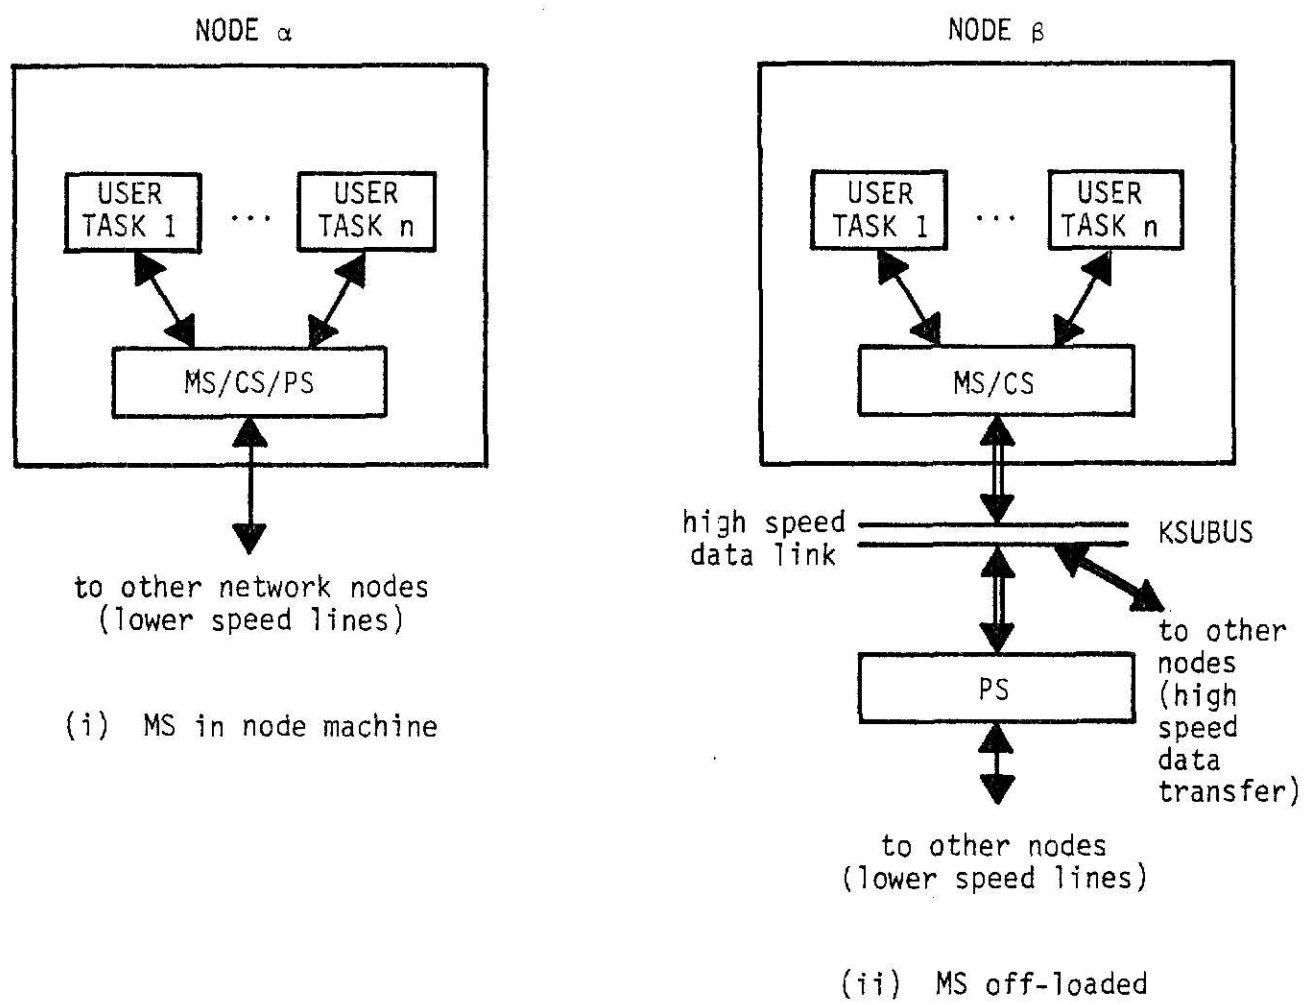 NODE α
USER
TASK 1
...
USER
TASK n
MS/CS/PS
to other network nodes
(lower speed lines)
(i) MS in node machine
NODE β
USER
TASK 1
...
USER
TASK n
MS/CS
high speed
data link
KSUBUS
to other
nodes
(high
speed
data
transfer)
PS
to other nodes
(lower speed lines)
(ii) MS off-loaded